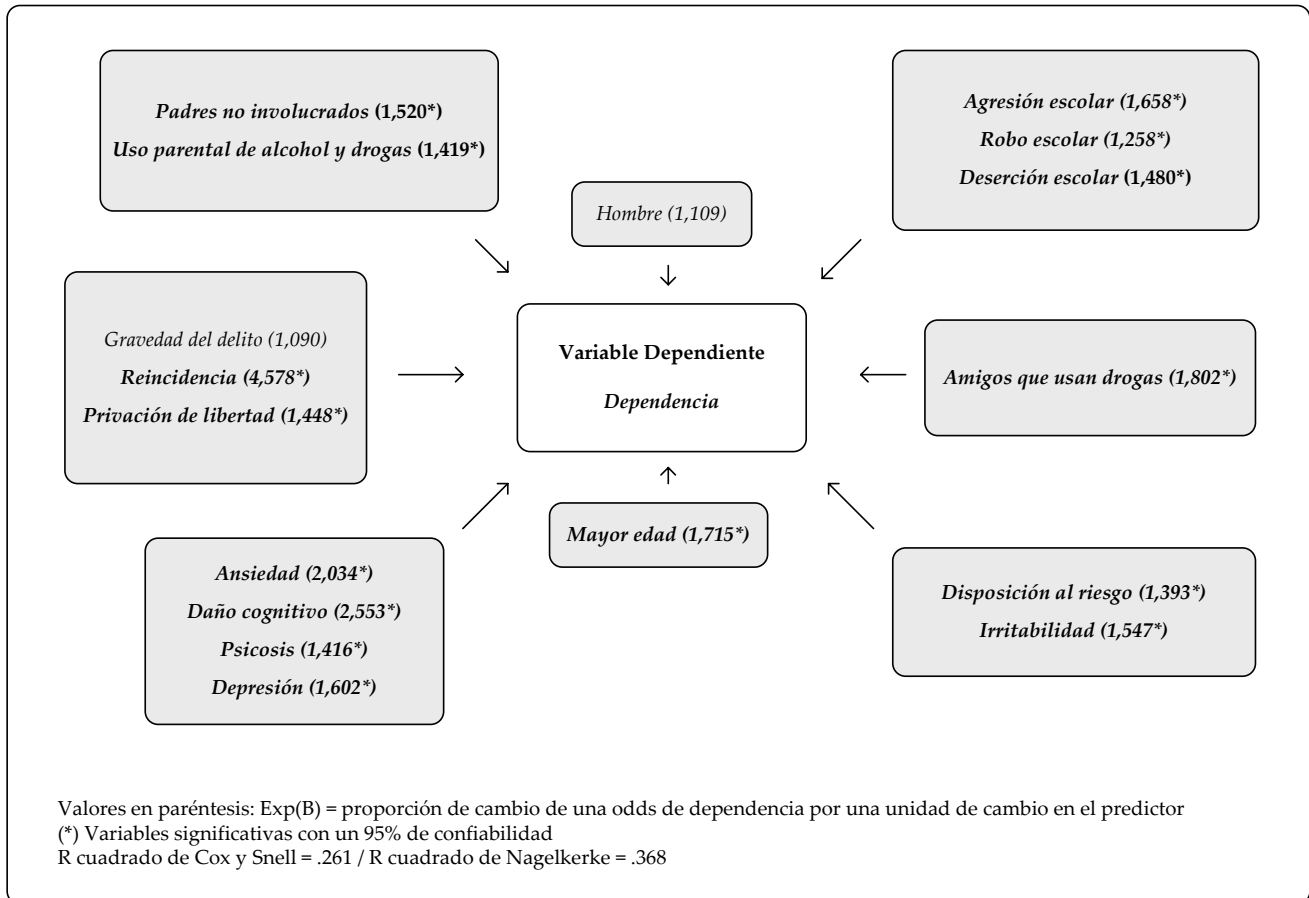 Padres no involucrados (1,520*)
Uso parental de alcohol y drogas (1,419*)
Agresión escolar (1,658*)
Robo escolar (1,258*)
Deserción escolar (1,480*)
Hombre (1,109)
Gravedad del delito (1,090)
Reincidencia (4,578*)
Privación de libertad (1,448*)
Variable Dependiente
Dependencia
Amigos que usan drogas (1,802*)
Mayor edad (1,715*)
Ansiedad (2,034*)
Daño cognitivo (2,553*)
Psicosis (1,416*)
Depresión (1,602*)
Disposición al riesgo (1,393*)
Irritabilidad (1,547*)
Valores en paréntesis: Exp(B) = proporción de cambio de una odds de dependencia por una unidad de cambio en el predictor
(*) Variables significativas con un 95% de confiabilidad
R cuadrado de Cox y Snell = .261 / R cuadrado de Nagelkerke = .368